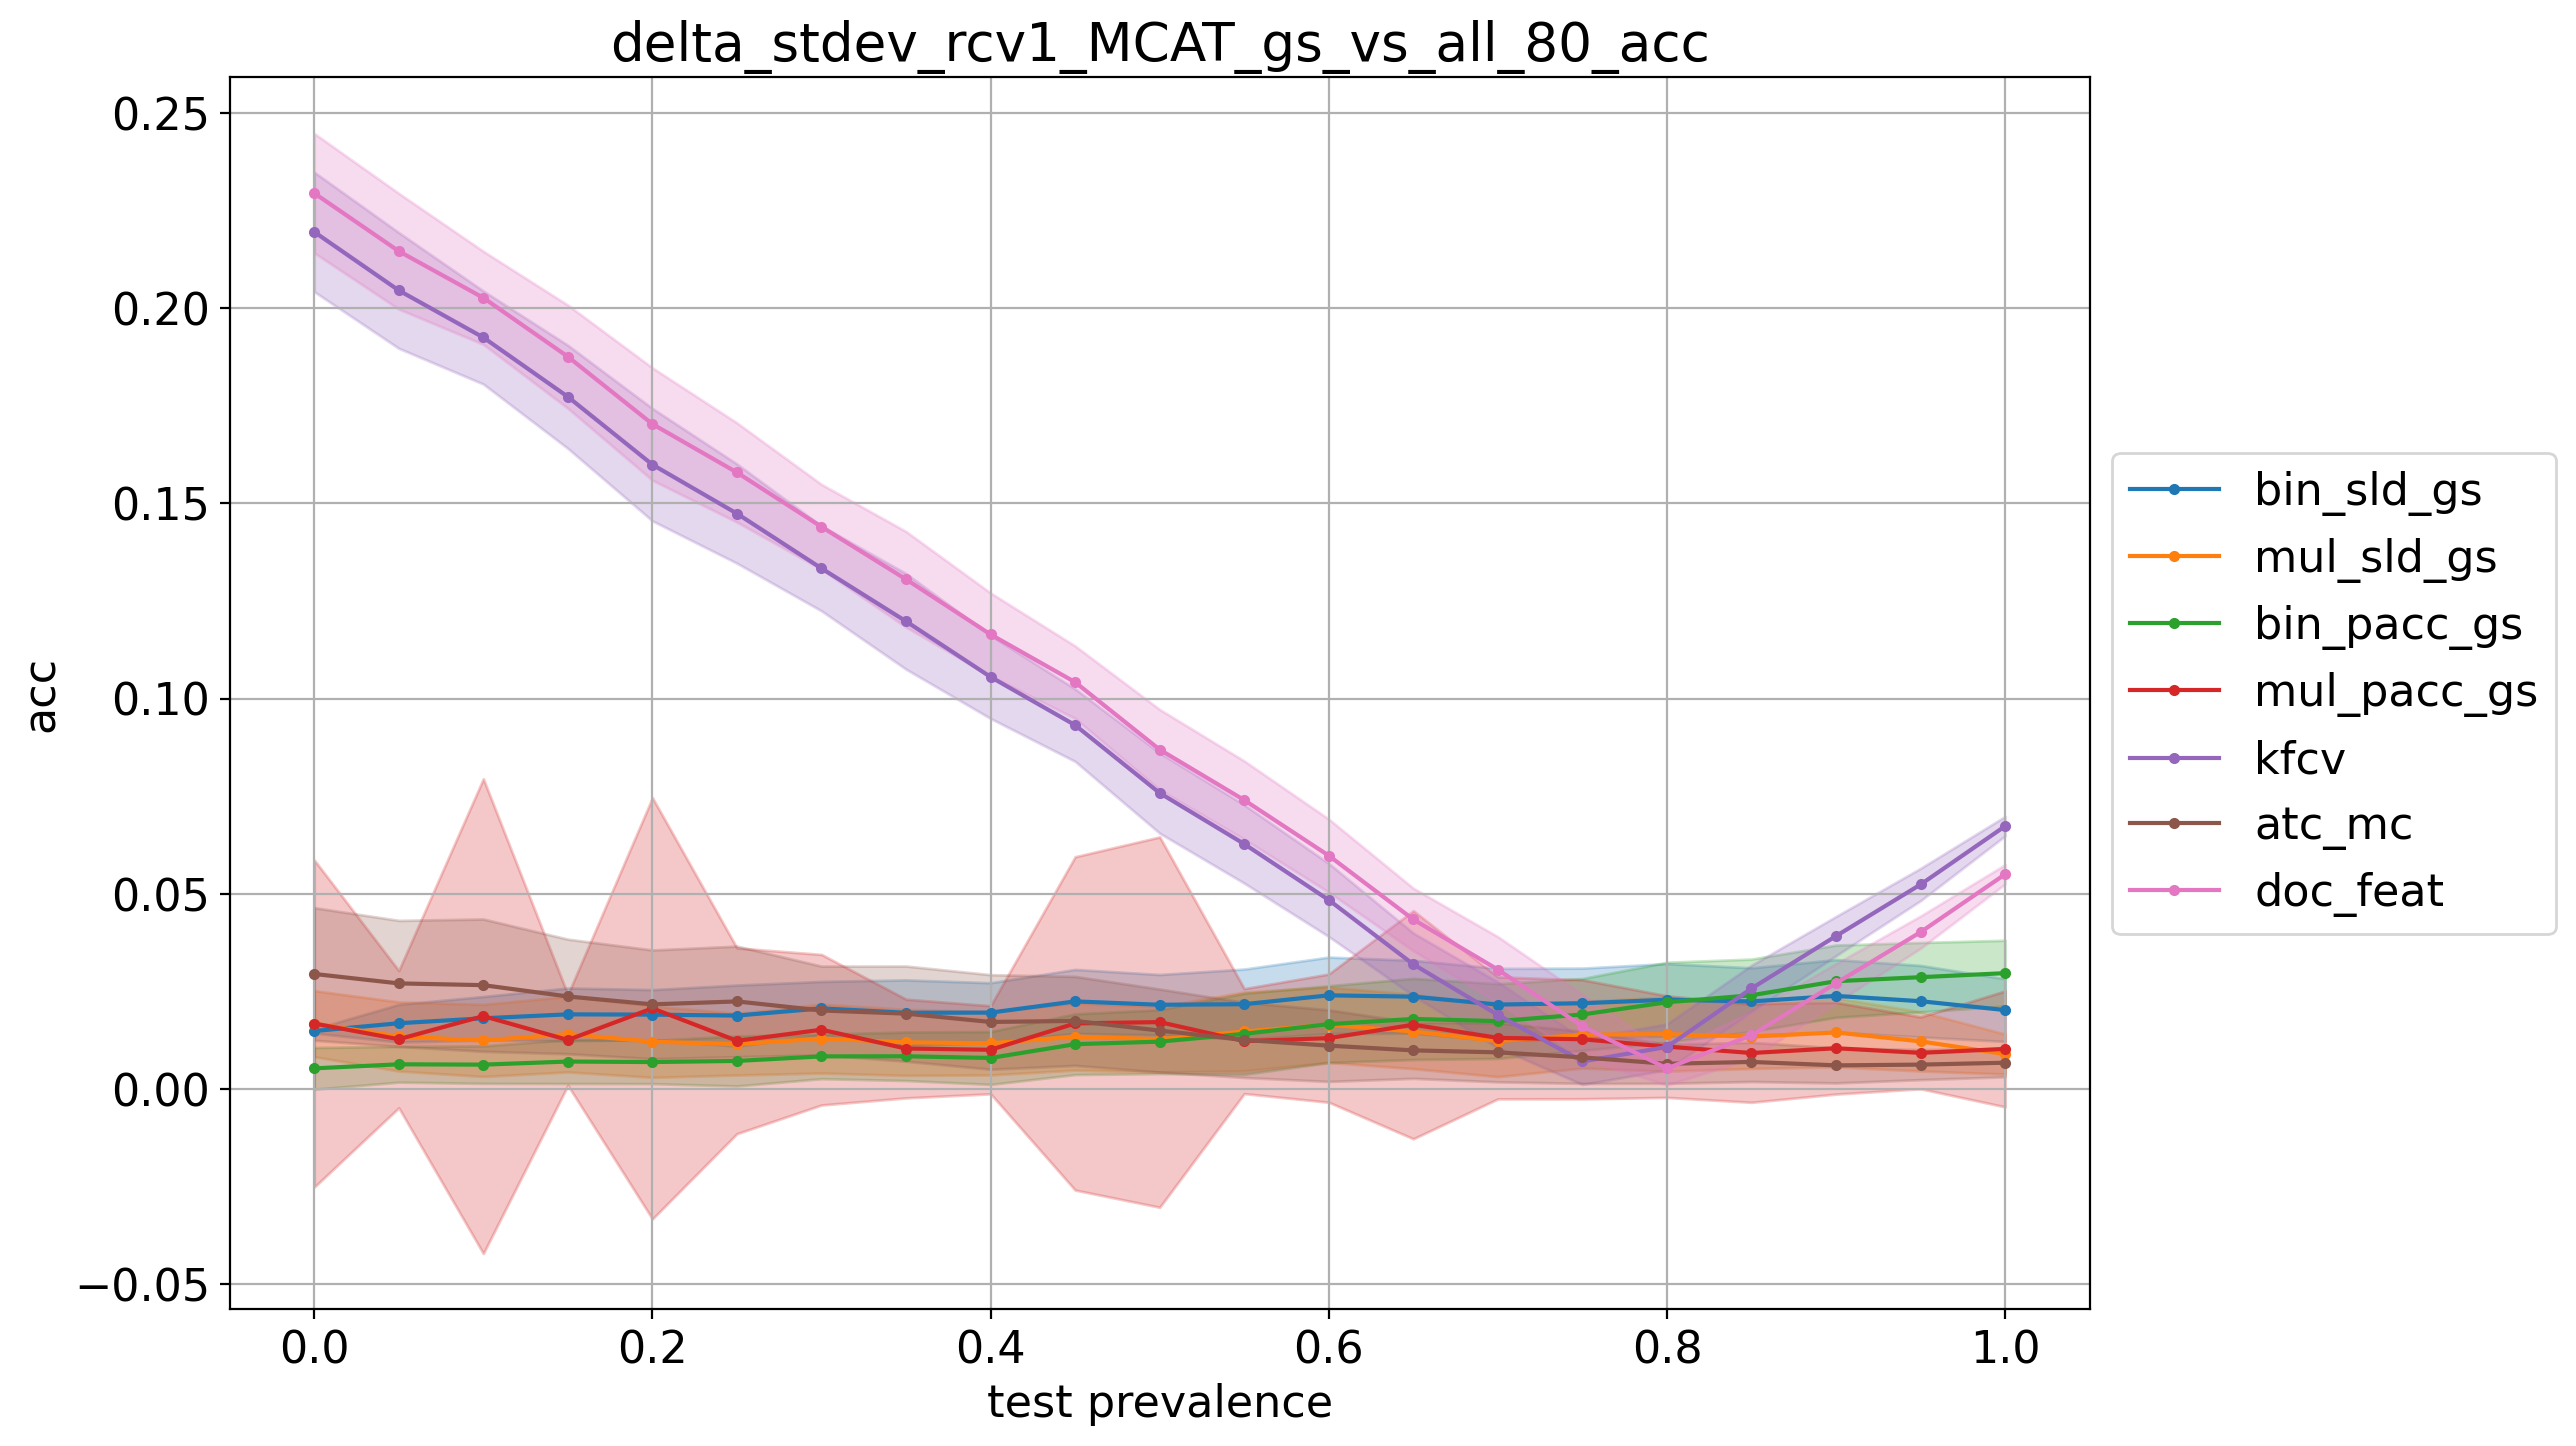 delta_stdev_rcv1_MCAT_gs_vs_all_80_acc
0.25
0.20
0.15
0.10
0.05
0.00
−0.05
acc
0.0 0.2 0.4 0.6 0.8 1.0
test prevalence
bin_sld_gs
mul_sld_gs
bin_pacc_gs
mul_pacc_gs
kfcv
atc_mc
doc_feat